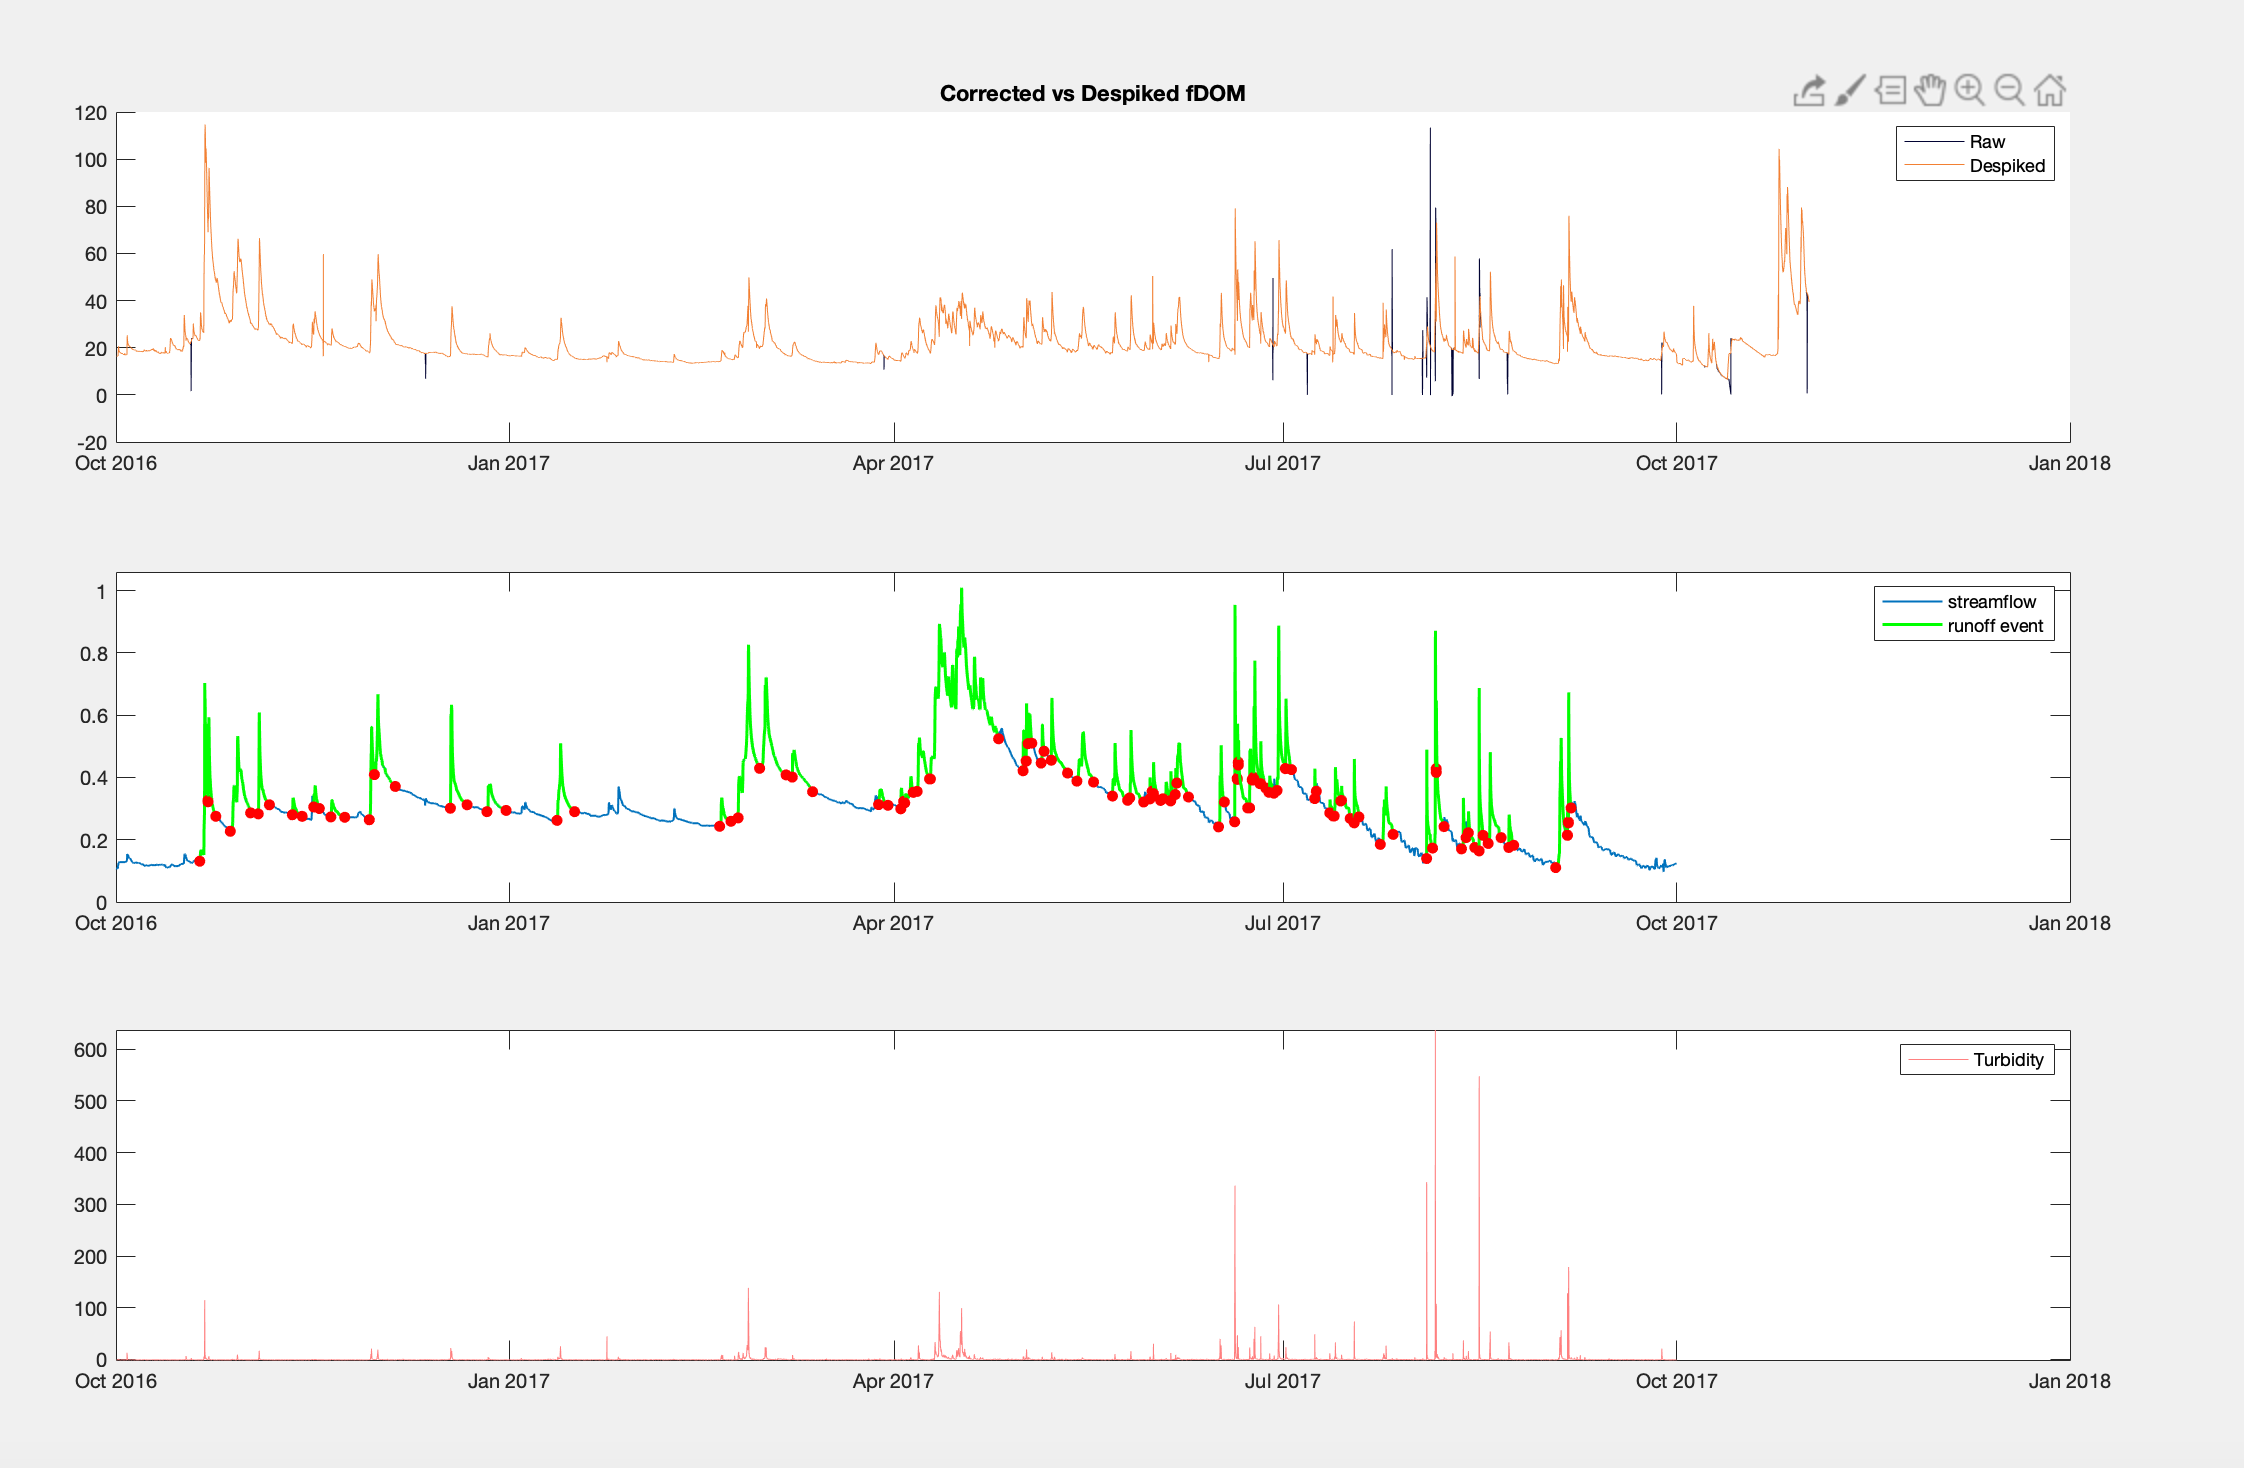 Corrected vs Despiked fDOM
120
100
80
60
40
20
0
-20
Raw
Despiked
Oct 2016
Jan 2017
Apr 2017
Jul 2017
Oct 2017
Jan 2018
1
0.8
0.6
0.4
0.2
0
streamflow
runoff event
Oct 2016
Jan 2017
Apr 2017
Jul 2017
Oct 2017
Jan 2018
600
500
400
300
200
100
0
Turbidity
Oct 2016
Jan 2017
Apr 2017
Jul 2017
Oct 2017
Jan 2018